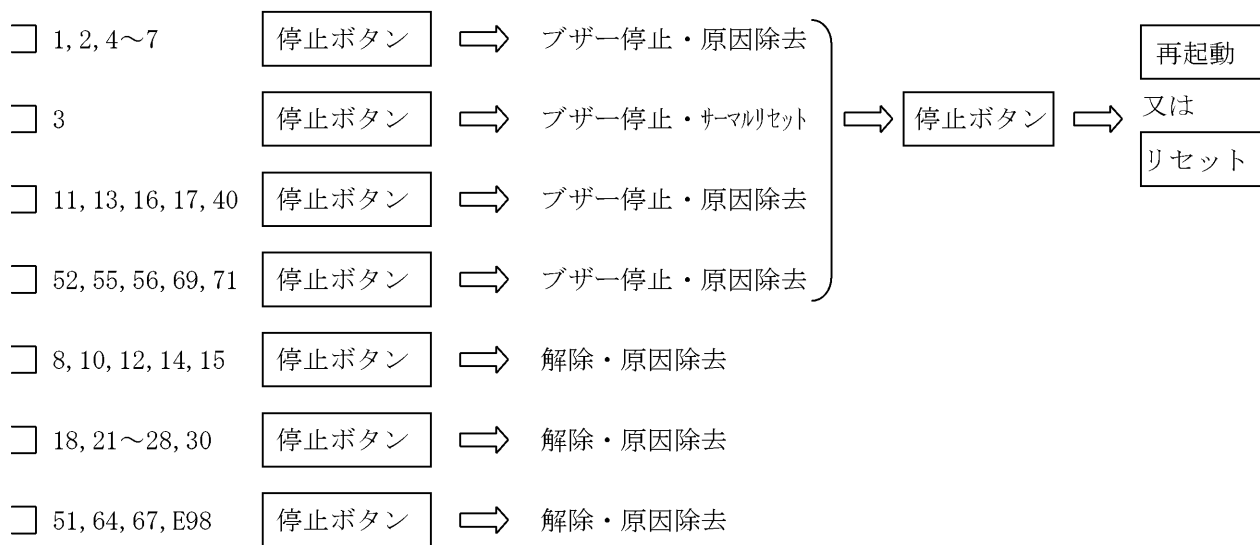 1, 2, 4～7 停止ボタン ブザー停止・原因除去
3 停止ボタン ブザー停止・サーマルリセット
11, 13, 16, 17, 40 停止ボタン ブザー停止・原因除去
52, 55, 56, 69, 71 停止ボタン ブザー停止・原因除去
停止ボタン
再起動
又は
リセット
8, 10, 12, 14, 15 停止ボタン 解除・原因除去
18, 21～28, 30 停止ボタン 解除・原因除去
51, 64, 67, E98 停止ボタン 解除・原因除去